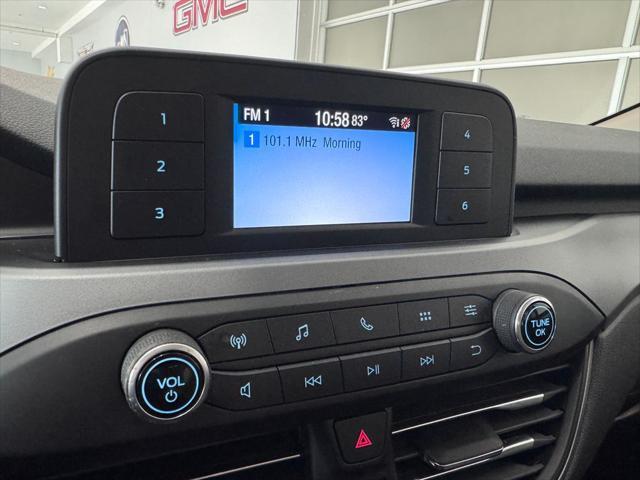 GMC
FM 1 10:58 83°
1 101.1 MHz Morning
1
2
3
4
5
6
VOL
TUNE
OK